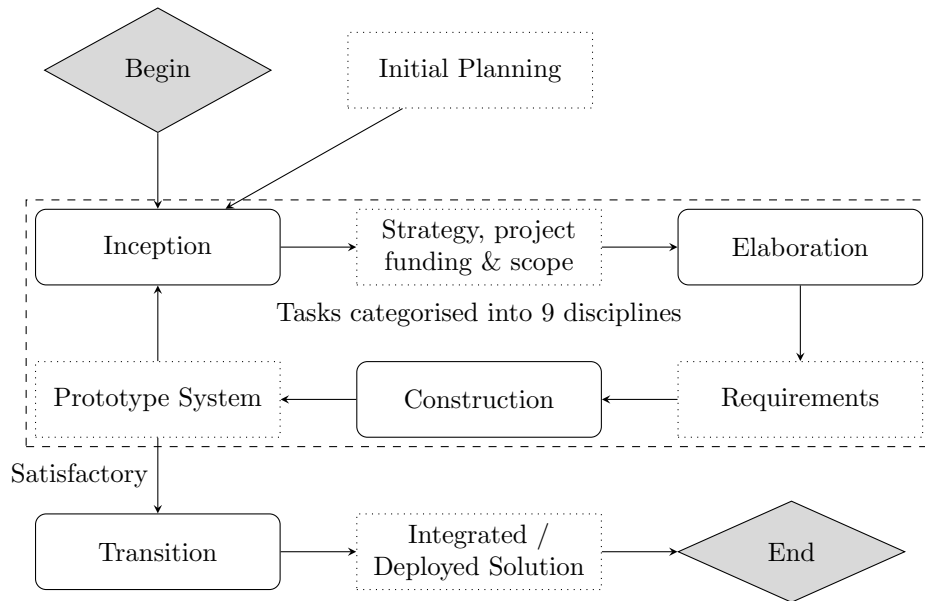 Begin
Initial Planning
Inception
Strategy, project
funding & scope
Elaboration
Tasks categorised into 9 disciplines
Prototype System
Construction
Requirements
Satisfactory
Transition
Integrated /
Deployed Solution
End